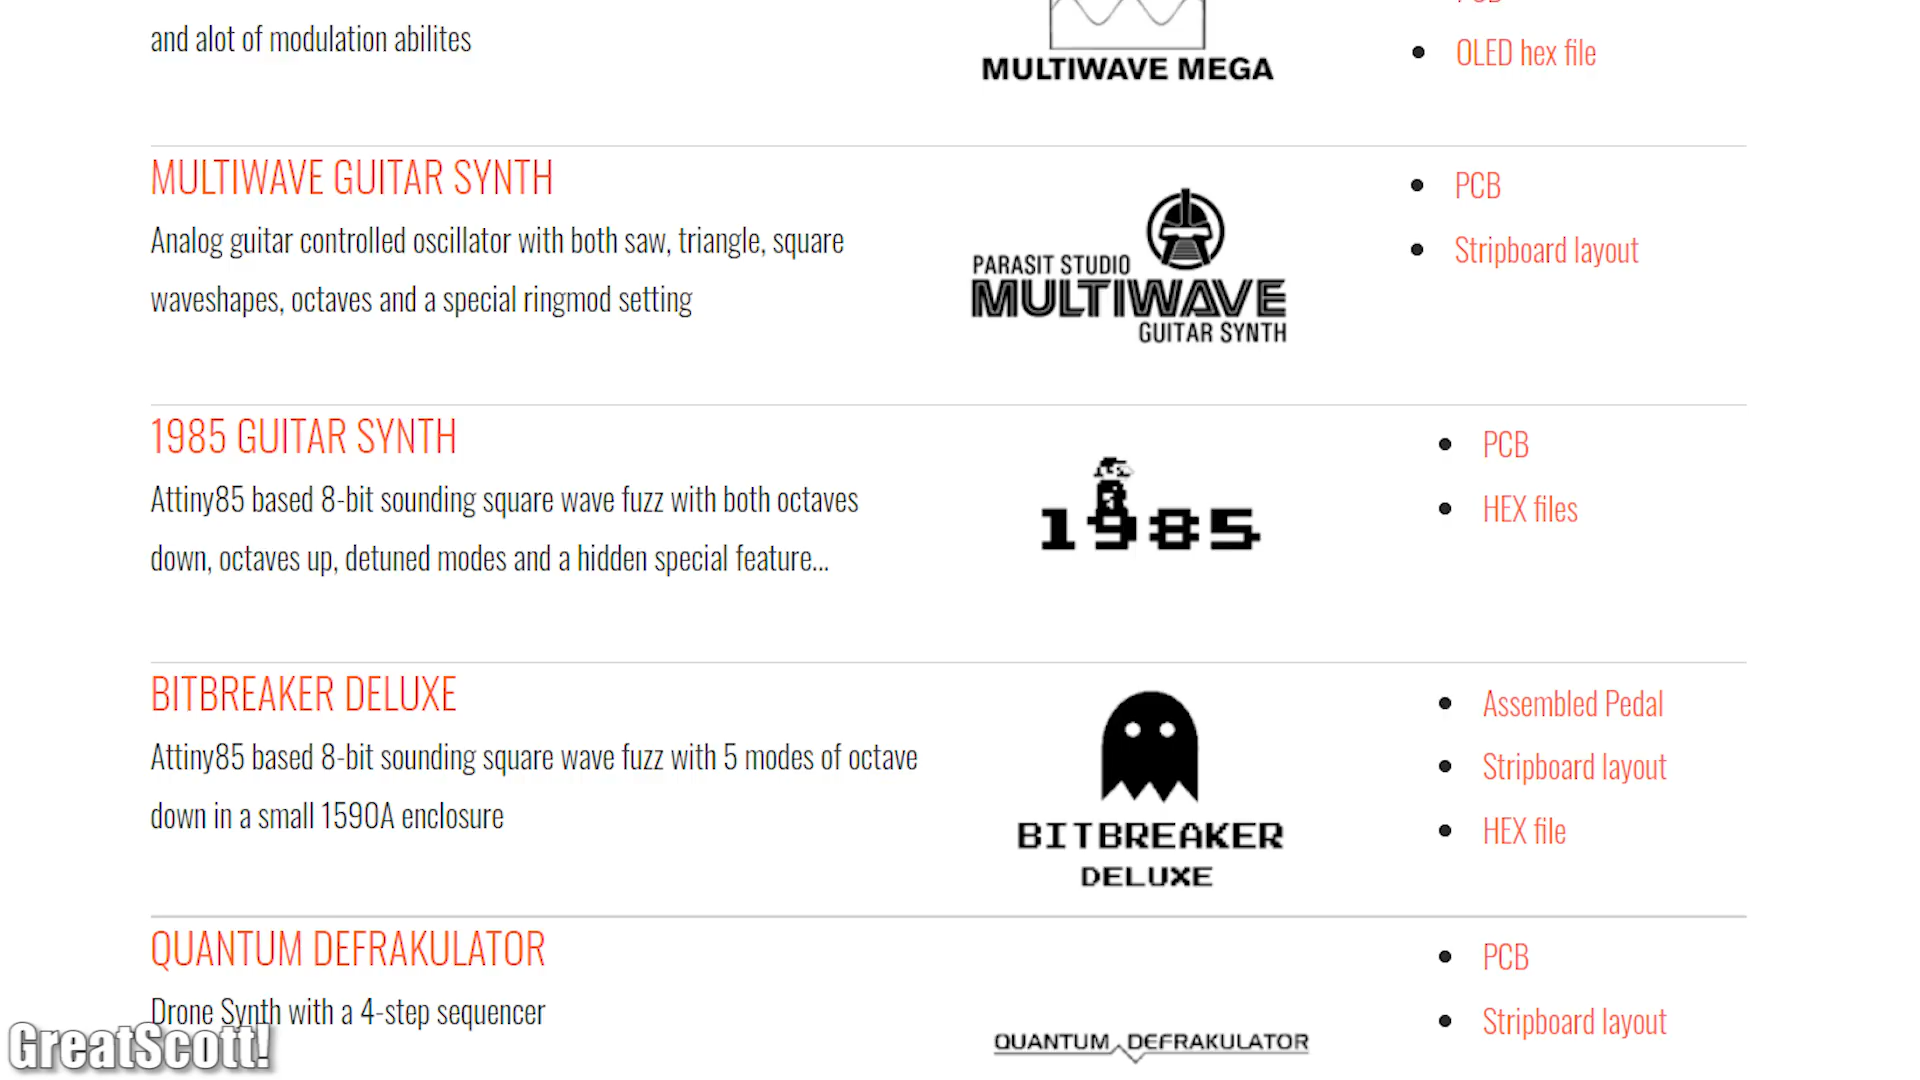 and alot of modulation abilites
MULTIWAVE MEGA
PCB
OLED hex file
MULTIWAVE GUITAR SYNTH
Analog guitar controlled oscillator with both saw, triangle, square
waveshapes, octaves and a special ringmod setting
PARASIT STUDIO
MULTIWAVE
GUITAR SYNTH
PCB
Stripboard layout
1985 GUITAR SYNTH
Attiny85 based 8-bit sounding square wave fuzz with both octaves
down, octaves up, detuned modes and a hidden special feature...
1985
PCB
HEX files
BITBREAKER DELUXE
Attiny85 based 8-bit sounding square wave fuzz with 5 modes of octave
down in a small 1590A enclosure
BITBREAKER
DELUXE
Assembled Pedal
Stripboard layout
HEX file
QUANTUM DEFRAKULATOR
Drone Synth with a 4-step sequencer
QUANTUM DEFRAKULATOR
PCB
Stripboard layout
GreatScott!